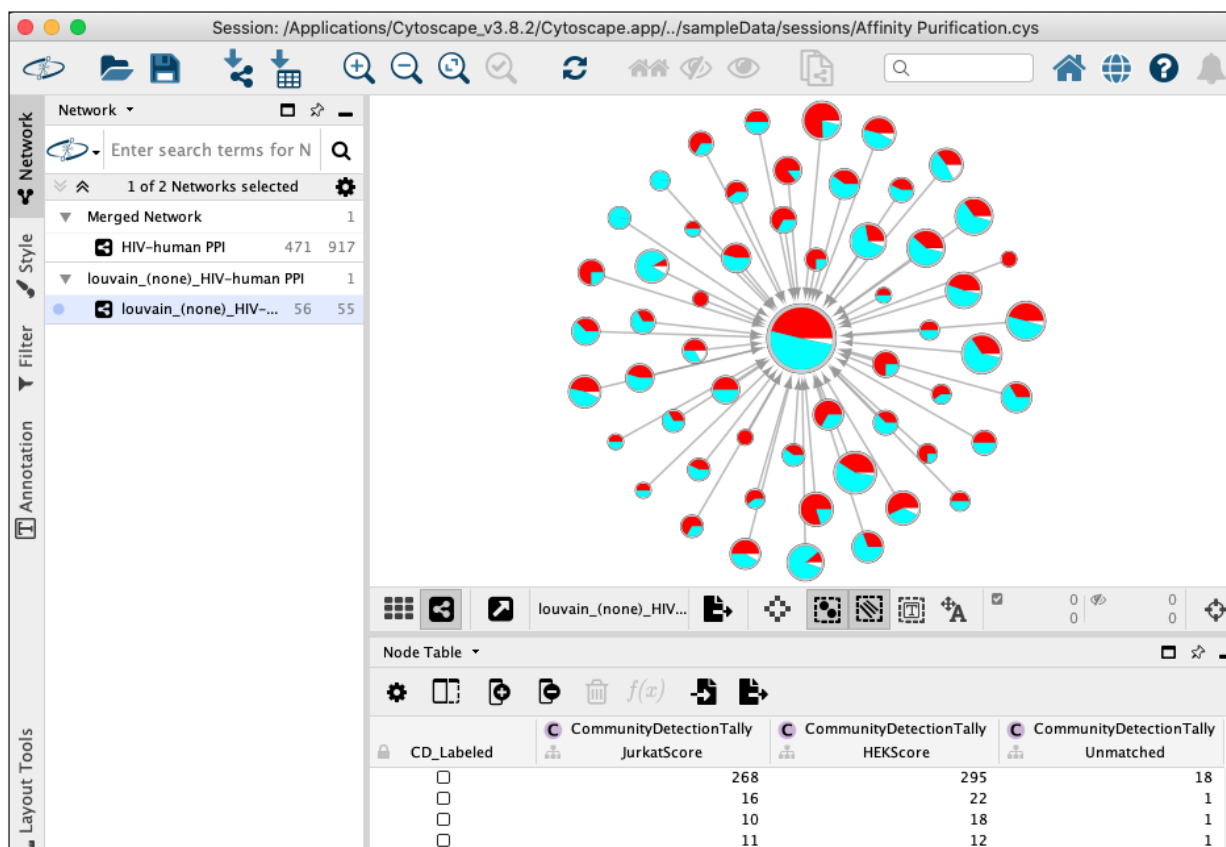 Session: /Applications/Cytoscape_v3.8.2/Cytoscape.app/../sampleData/sessions/Affinity Purification.cys
Network
Enter search terms for N
1 of 2 Networks selected
Merged Network 1
HIV-human PPI 471 917
louvain_(none)_HIV-human PPI 1
louvain_(none)_HIV-... 56 55
Network
Style
Filter
Annotation
Layout Tools
louvain_(none)_HIV...
T
A
0 0
0 0
Node Table
f(x)
CD_Labeled
C CommunityDetectionTally JurkatScore
C CommunityDetectionTally HEKScore
C CommunityDetectionTally Unmatched
268 295 18
16 22 1
10 18 1
11 12 1